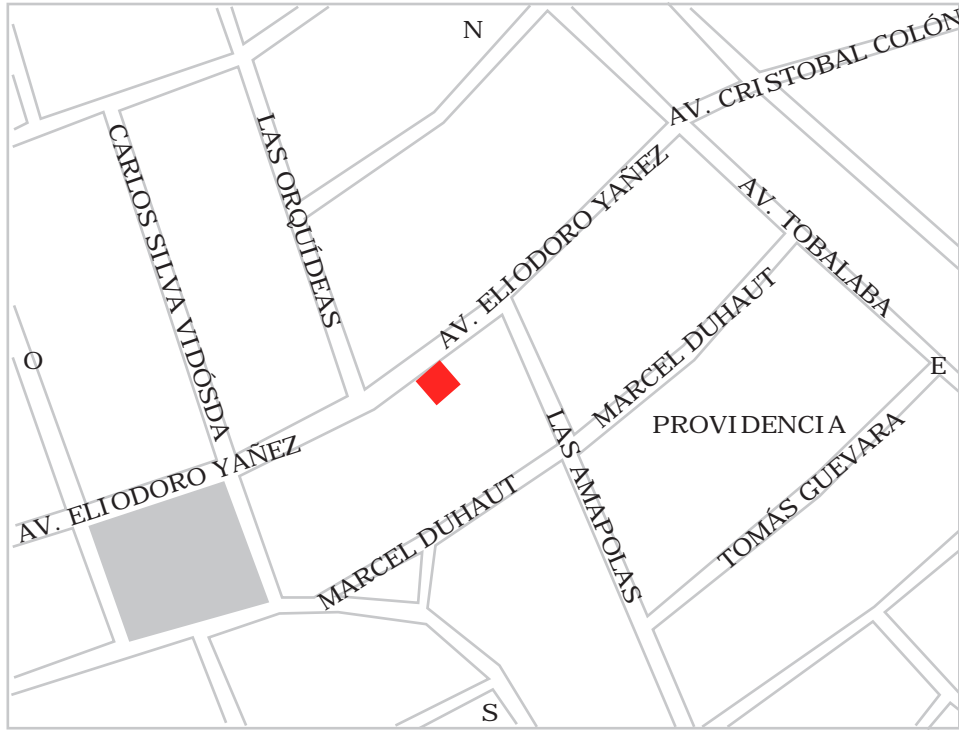 N
AV. CRISTOBAL COLÓN
CARLOS SILVA VIDÓSDA
LAS ORQUÍDEAS
AV. ELIODORO YAÑEZ
AV. TOBALABA
O
MARCEL DUHAUT
E
PROVIDENCIA
LAS AMAPOLAS
TOMÁS GUEVARA
AV. ELIODORO YAÑEZ
MARCEL DUHAUT
S